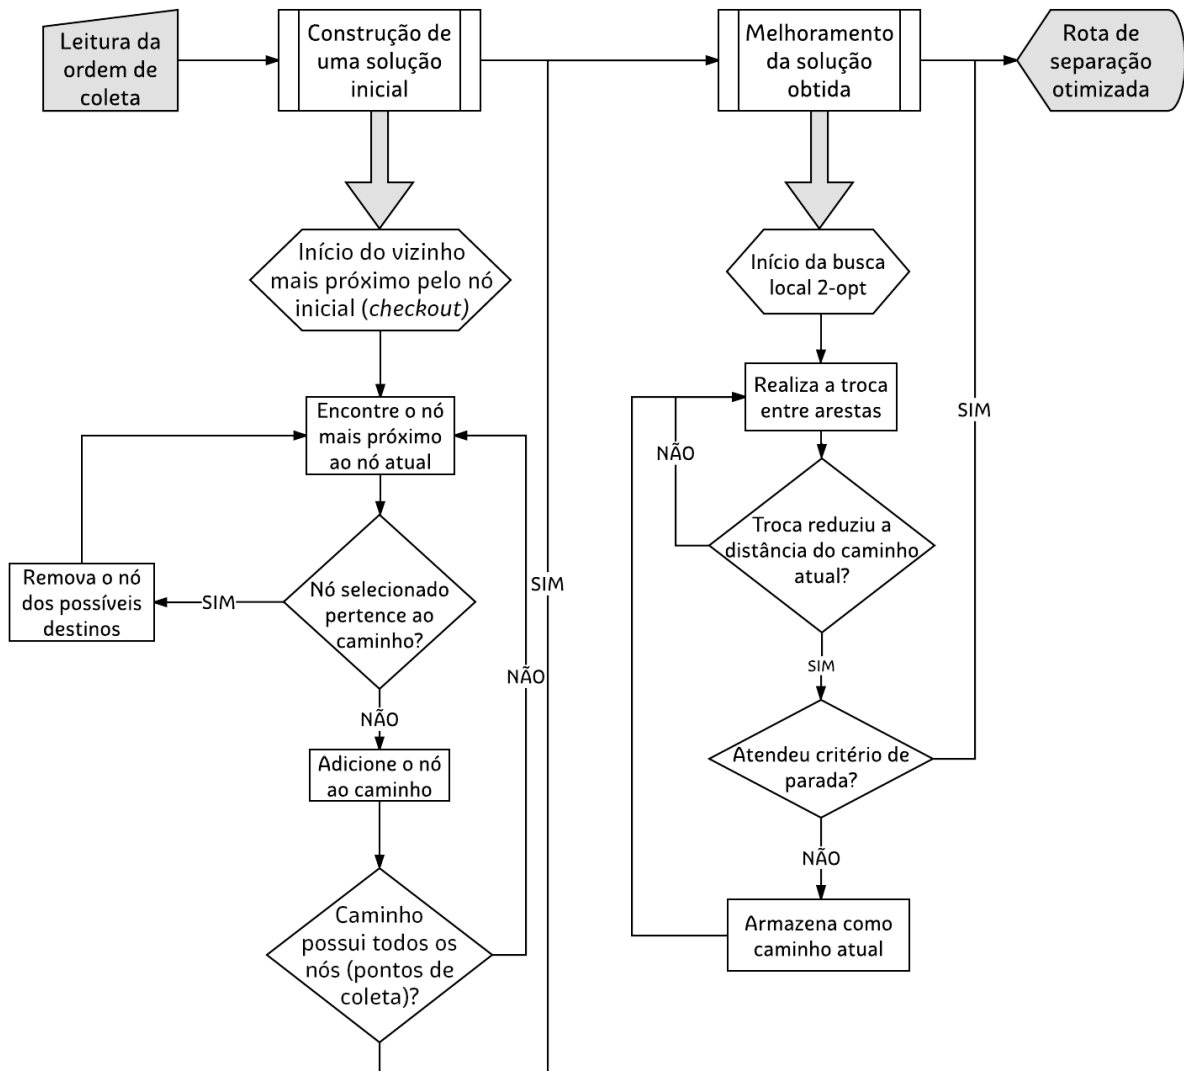 Leitura da
ordem de
coleta
Construção de
uma solução
inicial
Melhoramento
da solução
obtida
Rota de
separação
otimizada
Início do vizinho
mais próximo pelo nó
inicial (checkout)
Encontre o nó
mais próximo
ao nó atual
Nó selecionado
pertence ao
caminho?
SIM
Remova o nó
dos possíveis
destinos
NÃO
Adicione o nó
ao caminho
Caminho
possui todos os
nós (pontos de
coleta)?
NÃO
SIM
Início da busca
local 2-opt
Realiza a troca
entre arestas
NÃO
Troca reduziu a
distância do caminho
atual?
SIM
Atendeu critério de
parada?
SIM
NÃO
Armazena como
caminho atual